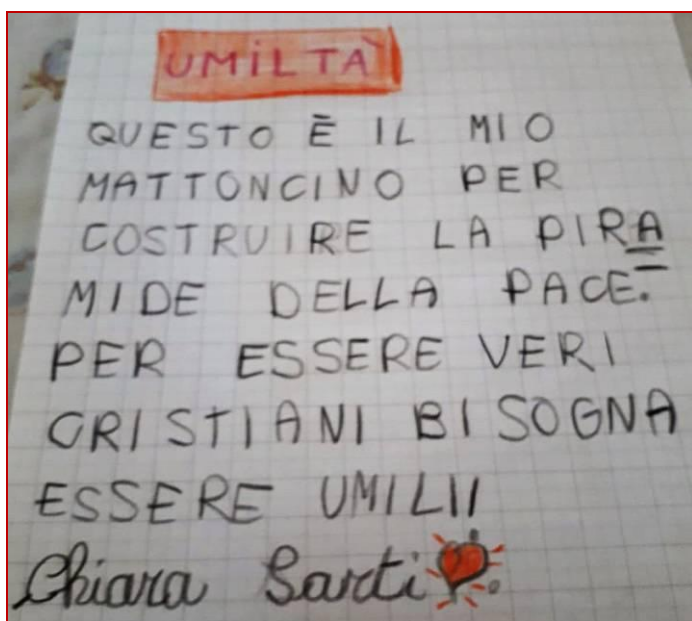 UMiLTÀ
QUESTO È IL MIO
MATTONCINO PER
COSTRUIRE LA PIRA
MIDE DELLA PACE.
PER ESSERE VERI
CRISTIANI BISOGNA
ESSERE UMILII
Chiara Sarti